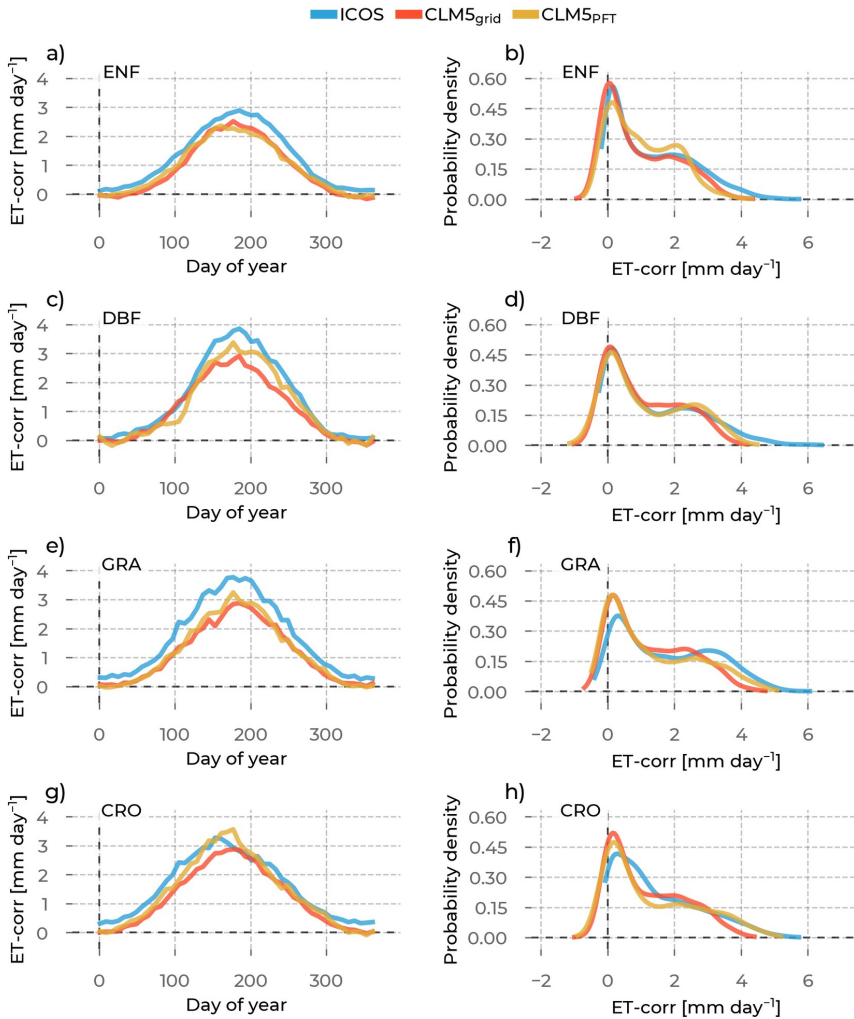 ICOS CLM5grid CLM5PFT
a) ENF
ET-corr [mm day⁻¹]
4
3
2
1
0
0 100 200 300
Day of year
b) ENF
Probability density
0.60
0.45
0.30
0.15
0.00
−2 0 2 4 6
ET-corr [mm day⁻¹]
c) DBF
ET-corr [mm day⁻¹]
4
3
2
1
0
0 100 200 300
Day of year
d) DBF
Probability density
0.60
0.45
0.30
0.15
0.00
−2 0 2 4 6
ET-corr [mm day⁻¹]
e) GRA
ET-corr [mm day⁻¹]
4
3
2
1
0
0 100 200 300
Day of year
f) GRA
Probability density
0.60
0.45
0.30
0.15
0.00
−2 0 2 4 6
ET-corr [mm day⁻¹]
g) CRO
ET-corr [mm day⁻¹]
4
3
2
1
0
0 100 200 300
Day of year
h) CRO
Probability density
0.60
0.45
0.30
0.15
0.00
−2 0 2 4 6
ET-corr [mm day⁻¹]